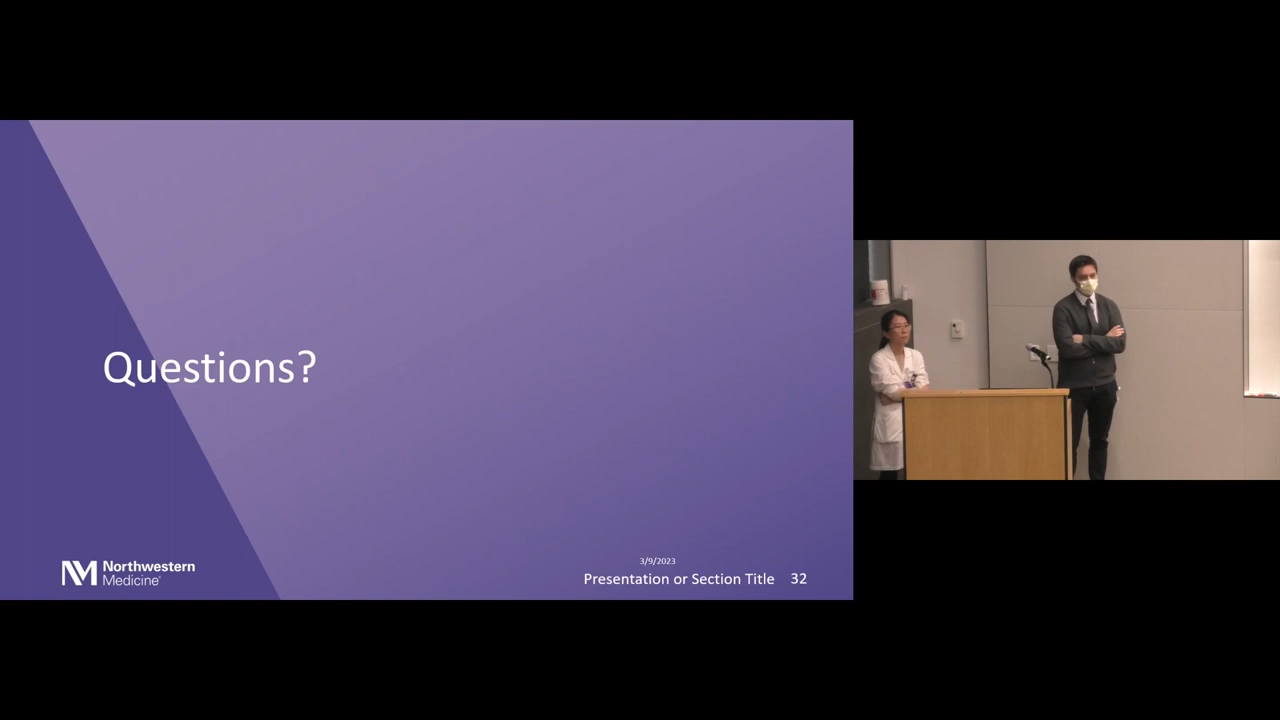 Questions?
Northwestern
Medicine
3/9/2023
Presentation or Section Title 32